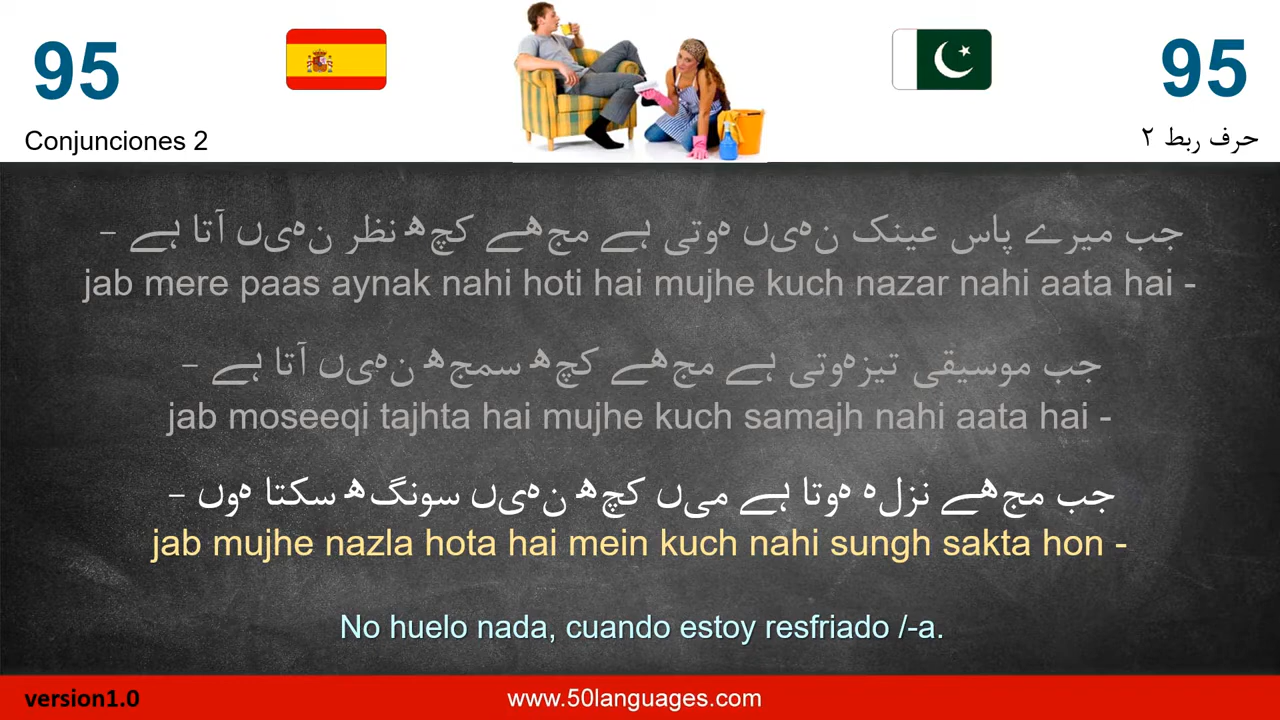 95
95
Conjunciones 2
حرف ربط ۲
جب میرے پاس عینک نہیں ہوتی ہے مجھے کچھ نظر نہیں آتا ہے –
jab mere paas aynak nahi hoti hai mujhe kuch nazar nahi aata hai -
جب موسیقی تیزہوتی ہے مجھے کچھ سمجھ نہیں آتا ہے –
jab moseeqi tajhta hai mujhe kuch samajh nahi aata hai -
جب مجھے نزلہ ہوتا ہے میں کچھ نہیں سونگھ سکتا ہوں –
jab mujhe nazla hota hai mein kuch nahi sungh sakta hon -
No huelo nada, cuando estoy resfriado /-a.
version1.0
www.50languages.com